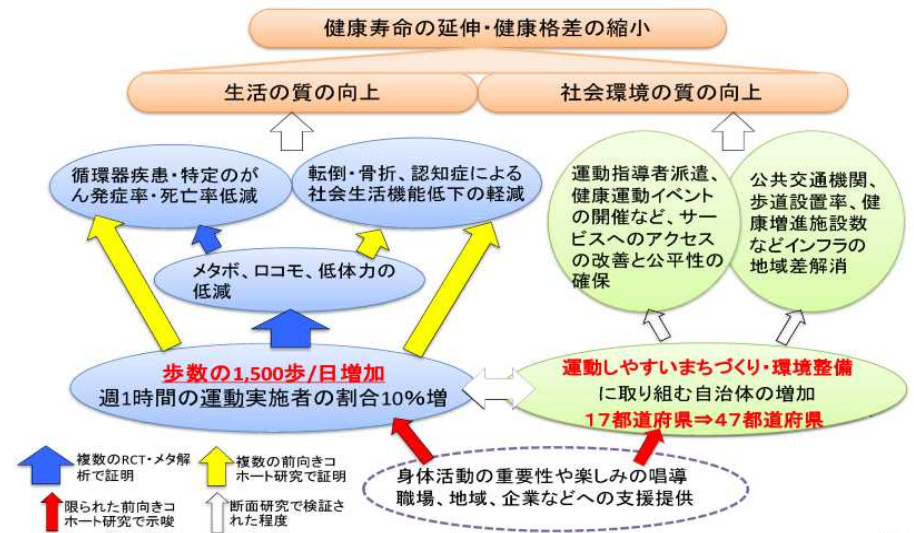 健康寿命の延伸・健康格差の縮小
生活の質の向上
社会環境の質の向上
循環器疾患・特定のが
ん発症率・死亡率低減
転倒・骨折、認知症による
社会生活機能低下の軽減
運動指導者派遣、
健康運動イベント
の開催など、サー
ビスへのアクセス
の改善と公平性の
確保
公共交通機関、
歩道設置率、健
康増進施設数
などインフラの
地域差解消
メタボ、ロコモ、低体力の
低減
歩数の1,500歩/日増加
週1時間の運動実施者の割合10%増
運動しやすいまちづくり・環境整備
に取り組む自治体の増加
17都道府県⇒47都道府県
身体活動の重要性や楽しみの唱導
職場、地域、企業などへの支援提供
複数のRCT・メタ解
析で証明
複数の前向きコ
ホート研究で証明
限られた前向きコ
ホート研究で示唆
断面研究で検証さ
れた程度